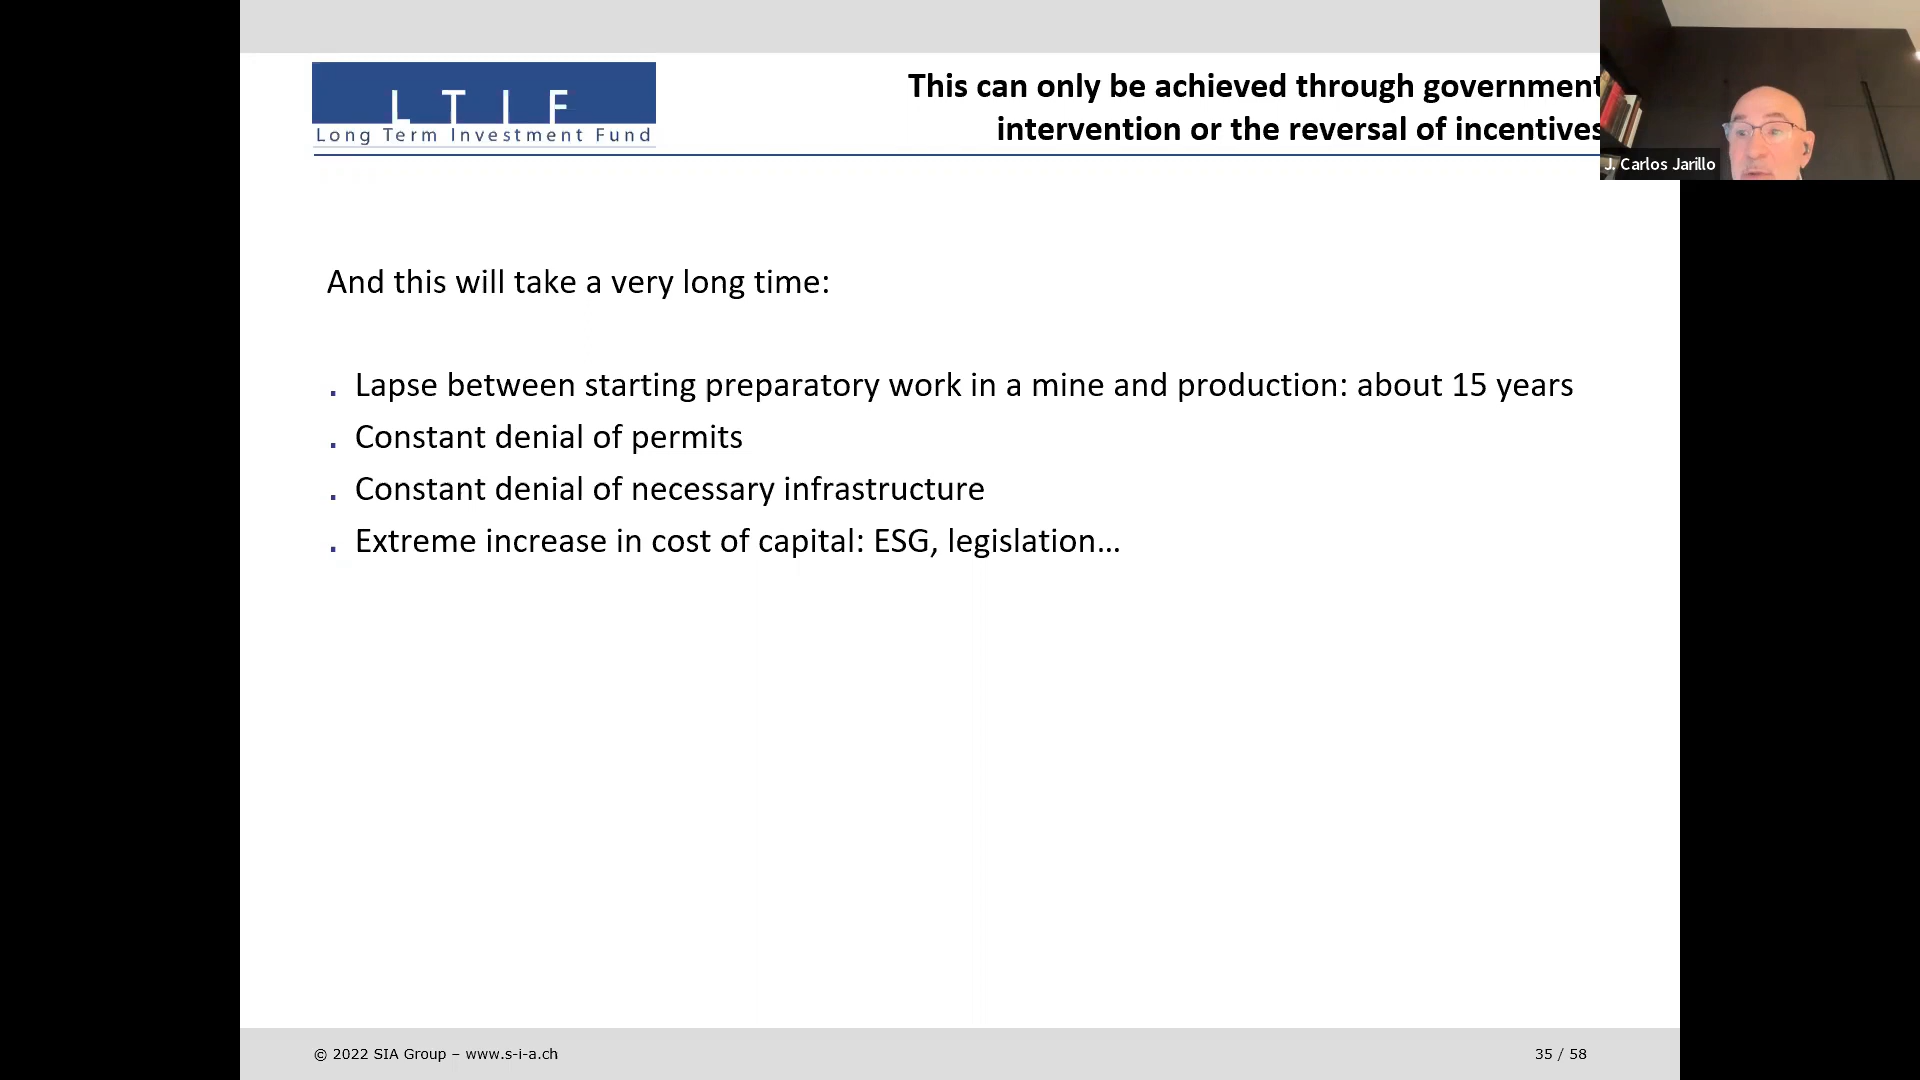 LTIF
Long Term Investment Fund
This can only be achieved through government
intervention or the reversal of incentives
J. Carlos Jarillo
And this will take a very long time:
. Lapse between starting preparatory work in a mine and production: about 15 years
. Constant denial of permits
. Constant denial of necessary infrastructure
. Extreme increase in cost of capital: ESG, legislation…
© 2022 SIA Group – www.s-i-a.ch
35 / 58